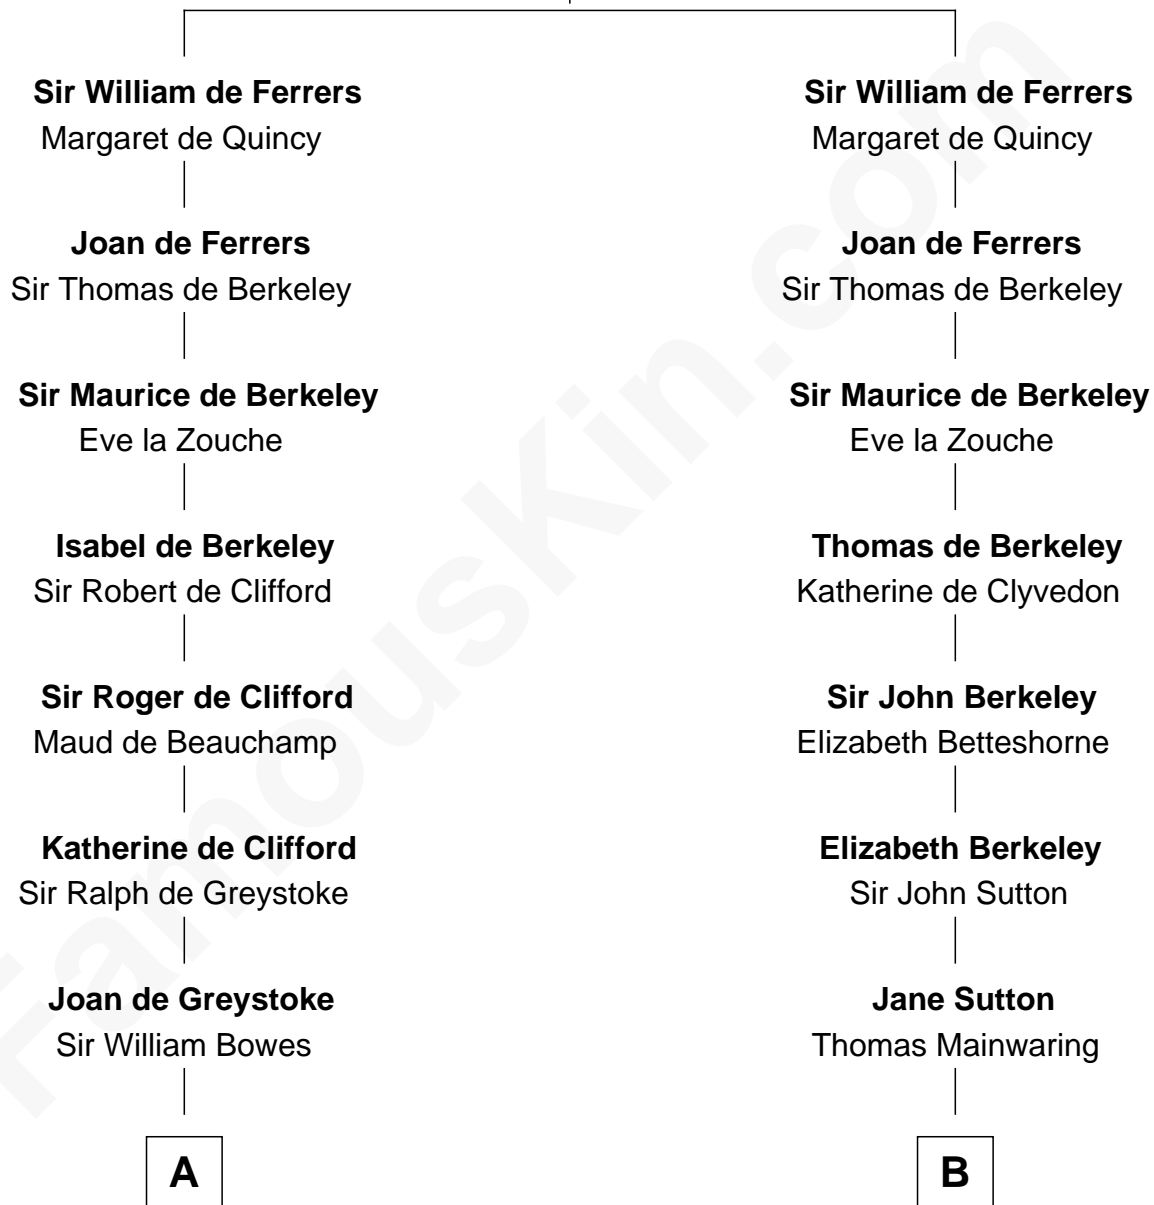 Sir William de Ferrers
Margaret de Quincy
Joan de Ferrers
Sir Thomas de Berkeley
Sir Maurice de Berkeley
Eve la Zouche
Isabel de Berkeley
Sir Robert de Clifford
Sir Roger de Clifford
Maud de Beauchamp
Katherine de Clifford
Sir Ralph de Greystoke
Joan de Greystoke
Sir William Bowes
A
Sir William de Ferrers
Margaret de Quincy
Joan de Ferrers
Sir Thomas de Berkeley
Sir Maurice de Berkeley
Eve la Zouche
Thomas de Berkeley
Katherine de Clyvedon
Sir John Berkeley
Elizabeth Betteshorne
Elizabeth Berkeley
Sir John Sutton
Jane Sutton
Thomas Mainwaring
B
FamousKin.com